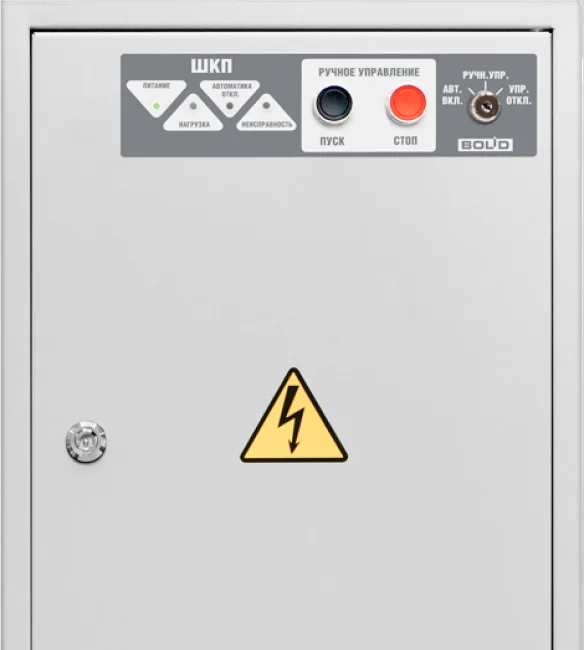 ШКП
ПИТАНИЕ
АВТОМАТИКА
ОТКЛ.
НАГРУЗКА
НЕИСПРАВНОСТЬ
РУЧНОЕ УПРАВЛЕНИЕ
ПУСК
СТОП
РУЧН.УПР.
АВТ.
ВКЛ.
УПР.
ОТКЛ.
BOLID